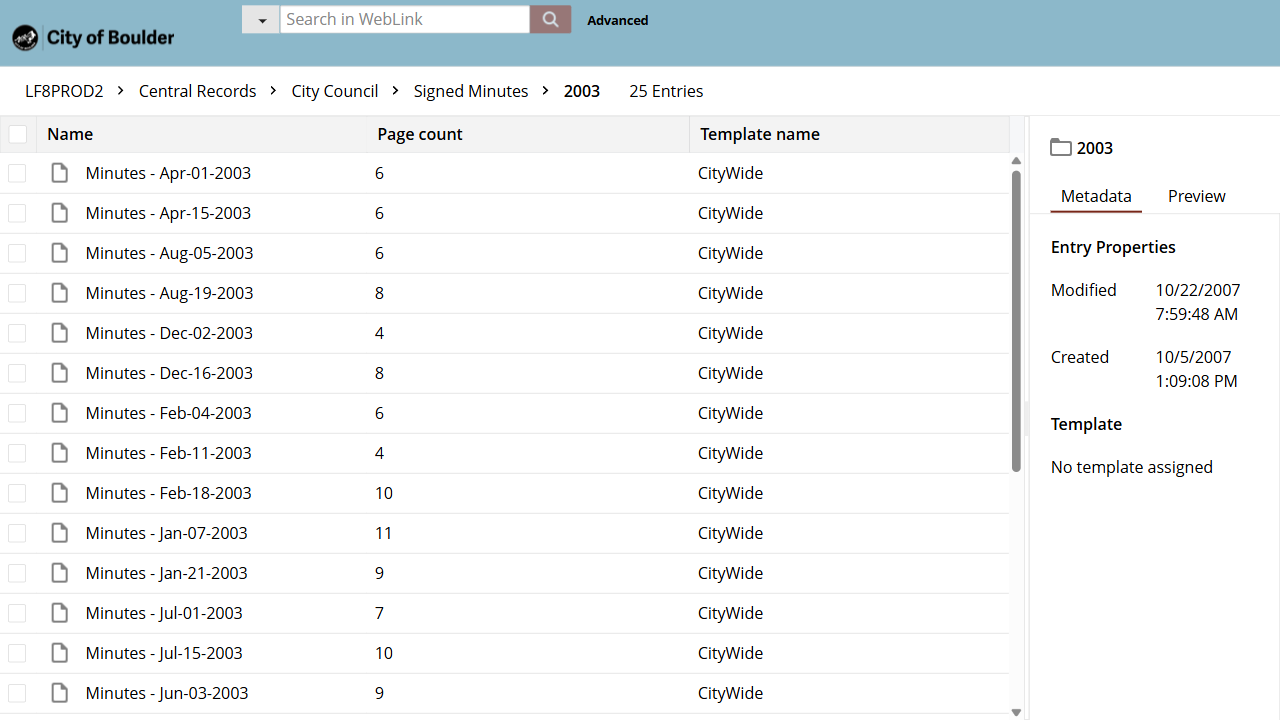 City of Boulder
Search in WebLink
Advanced
LF8PROD2 > Central Records > City Council > Signed Minutes > 2003 25 Entries
Name Page count Template name
Minutes - Apr-01-2003 6 CityWide
Minutes - Apr-15-2003 6 CityWide
Minutes - Aug-05-2003 6 CityWide
Minutes - Aug-19-2003 8 CityWide
Minutes - Dec-02-2003 4 CityWide
Minutes - Dec-16-2003 8 CityWide
Minutes - Feb-04-2003 6 CityWide
Minutes - Feb-11-2003 4 CityWide
Minutes - Feb-18-2003 10 CityWide
Minutes - Jan-07-2003 11 CityWide
Minutes - Jan-21-2003 9 CityWide
Minutes - Jul-01-2003 7 CityWide
Minutes - Jul-15-2003 10 CityWide
Minutes - Jun-03-2003 9 CityWide
2003
Metadata Preview
Entry Properties
Modified 10/22/2007
7:59:48 AM
Created 10/5/2007
1:09:08 PM
Template
No template assigned